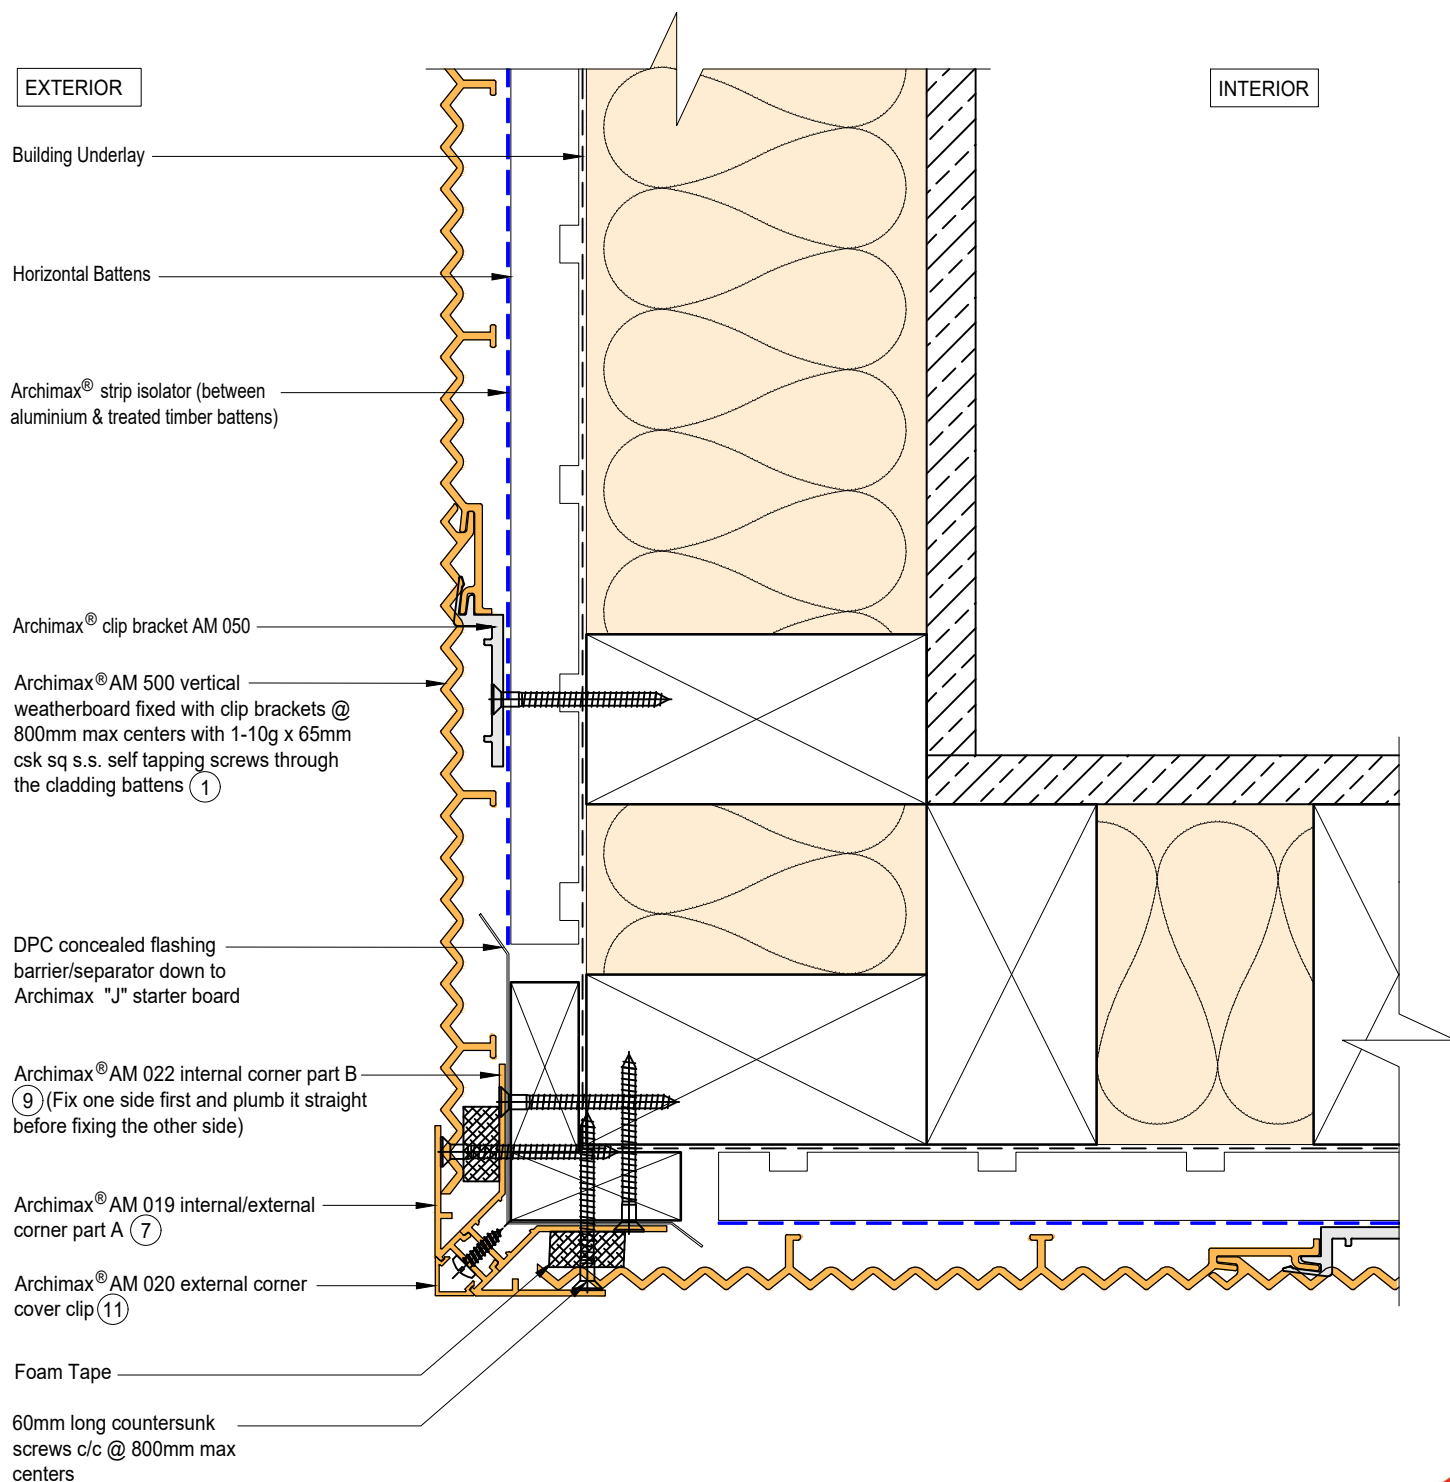 EXTERIOR
INTERIOR
Building Underlay
Horizontal Battens
Archimax® strip isolator (between
aluminium & treated timber battens)
Archimax® clip bracket AM 050
Archimax® AM 500 vertical
weatherboard fixed with clip brackets @
800mm max centers with 1-10g x 65mm
csk sq s.s. self tapping screws through
the cladding battens 1
DPC concealed flashing
barrier/separator down to
Archimax "J" starter board
Archimax® AM 022 internal corner part B
9 (Fix one side first and plumb it straight
before fixing the other side)
Archimax® AM 019 internal/external
corner part A 7
Archimax® AM 020 external corner
cover clip 11
Foam Tape
60mm long countersunk
screws c/c @ 800mm max
centers